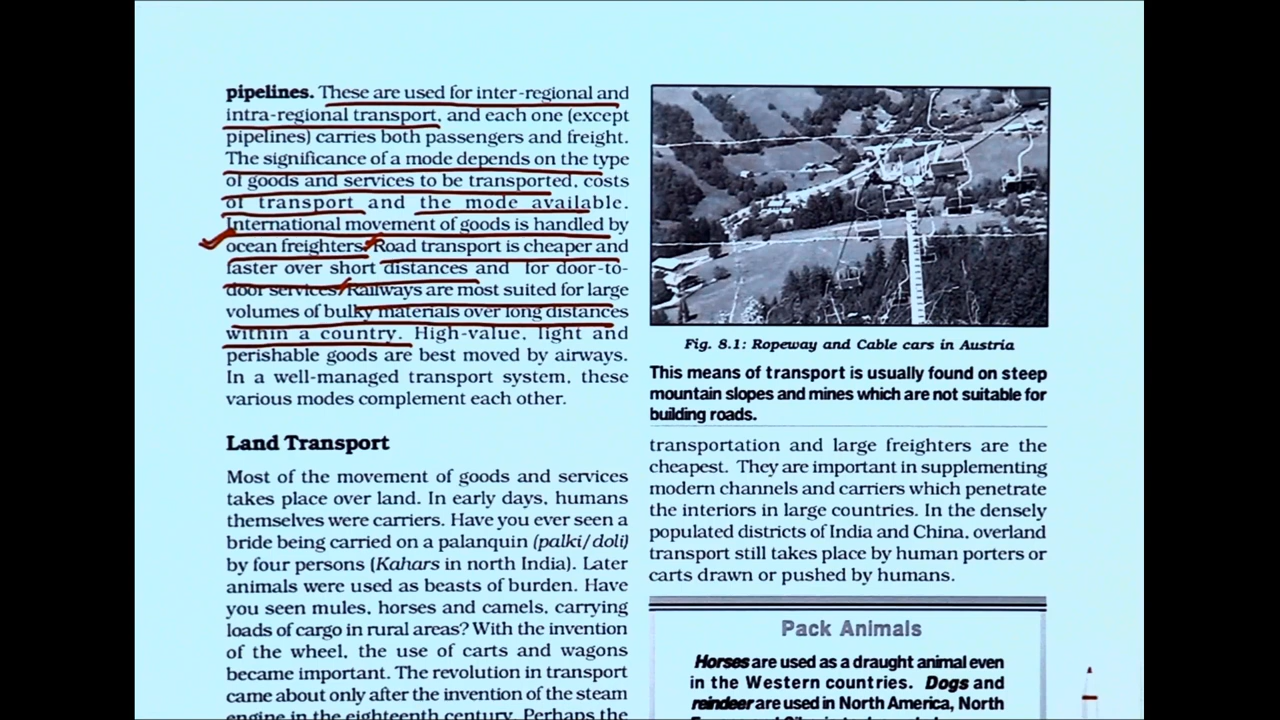 pipelines. These are used for inter-regional and
intra-regional transport, and each one (except
pipelines) carries both passengers and freight.
The significance of a mode depends on the type
of goods and services to be transported, costs
of transport and the mode available.
International movement of goods is handled by
ocean freighters. Road transport is cheaper and
faster over short distances and for door-to-
door services. Railways are most suited for large
volumes of bulky materials over long distances
within a country. High-value, light and
perishable goods are best moved by airways.
In a well-managed transport system, these
various modes complement each other.
Land Transport
Most of the movement of goods and services
takes place over land. In early days, humans
themselves were carriers. Have you ever seen a
bride being carried on a palanquin (palki/doli)
by four persons (Kahars in north India). Later
animals were used as beasts of burden. Have
you seen mules, horses and camels, carrying
loads of cargo in rural areas? With the invention
of the wheel, the use of carts and wagons
became important. The revolution in transport
came about only after the invention of the steam
engine in the eighteenth century. Perhaps the
Fig. 8.1: Ropeway and Cable cars in Austria
This means of transport is usually found on steep
mountain slopes and mines which are not suitable for
building roads.
transportation and large freighters are the
cheapest. They are important in supplementing
modern channels and carriers which penetrate
the interiors in large countries. In the densely
populated districts of India and China, overland
transport still takes place by human porters or
carts drawn or pushed by humans.
Pack Animals
Horses are used as a draught animal even
in the Western countries. Dogs and
reindeer are used in North America, North